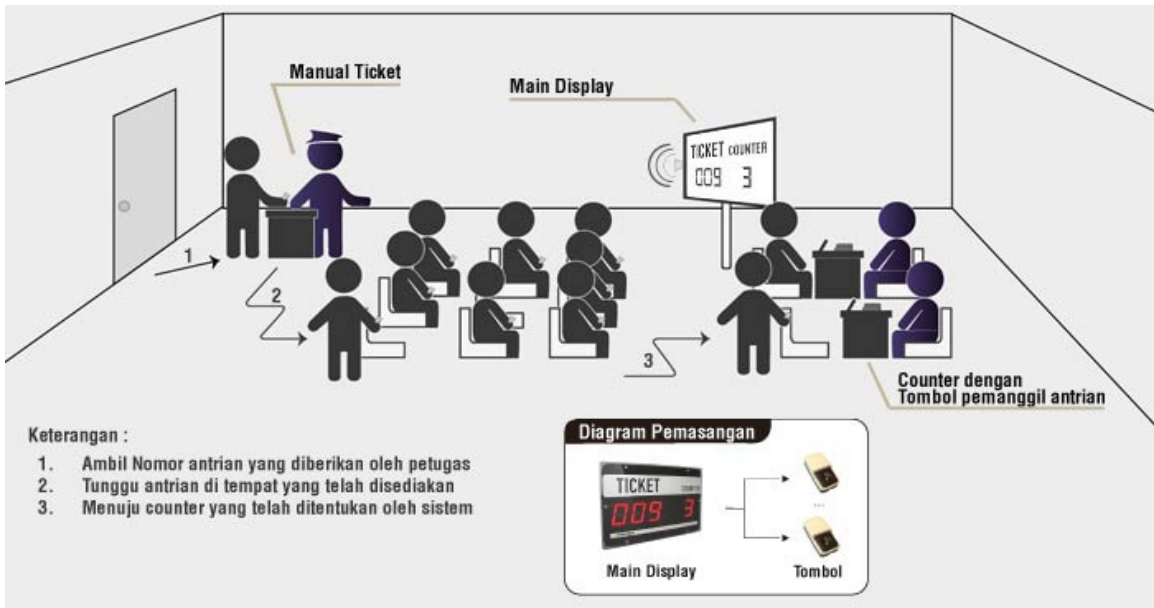 Manual Ticket
Main Display
TICKET COUNTER
009 3
1
2
3
Counter dengan
Tombol pemanggil antrian
Keterangan :
1. Ambil Nomor antrian yang diberikan oleh petugas
2. Tunggu antrian di tempat yang telah disediakan
3. Menuju counter yang telah ditentukan oleh sistem
Diagram Pemasangan
TICKET COUNTER
009 3
...
Main Display
Tombol